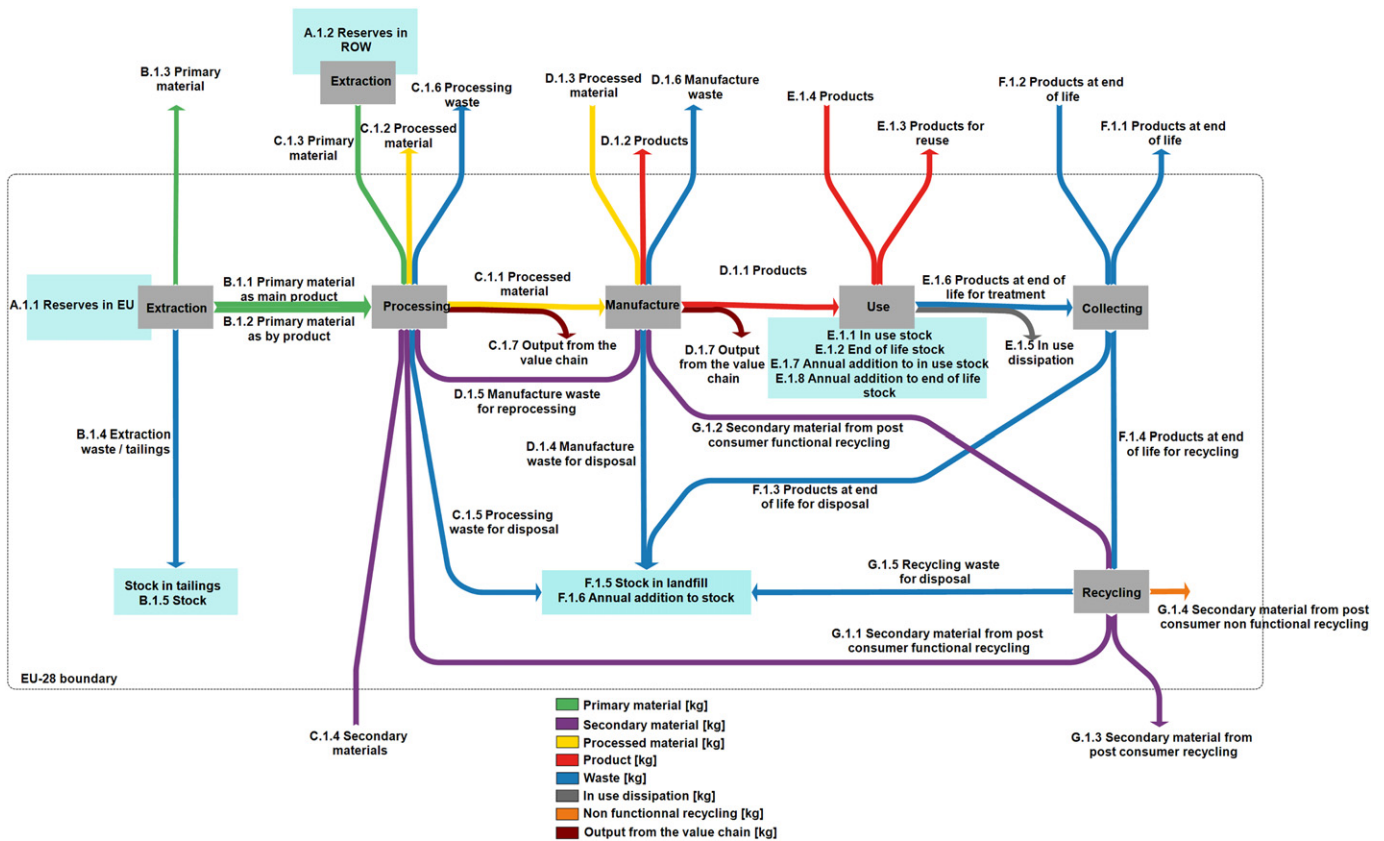 A.1.2 Reserves in
ROW
Extraction
B.1.3 Primary
material
C.1.6 Processing
waste
D.1.3 Processed
material
D.1.6 Manufacture
waste
E.1.4 Products
F.1.2 Products at end
of life
C.1.3 Primary
material
C.1.2 Processed
material
D.1.2 Products
E.1.3 Products for
reuse
F.1.1 Products at end
of life
A.1.1 Reserves in EU
Extraction
B.1.1 Primary material
as main product
B.1.2 Primary material
as by product
Processing
C.1.1 Processed
material
C.1.7 Output from the
value chain
Manufacture
D.1.1 Products
D.1.7 Output
from the value
chain
Use
E.1.1 In use stock
E.1.2 End of life stock
E.1.7 Annual addition to in use stock
E.1.8 Annual addition to end of life
stock
E.1.6 Products at end of
life for treatment
E.1.5 In use
dissipation
Collecting
D.1.5 Manufacture waste
for reprocessing
B.1.4 Extraction
waste / tailings
D.1.4 Manufacture
waste for disposal
G.1.2 Secondary material from post
consumer functional recycling
F.1.4 Products at end
of life for recycling
C.1.5 Processing
waste for disposal
F.1.3 Products at end
of life for disposal
Stock in tailings
B.1.5 Stock
F.1.5 Stock in landfill
F.1.6 Annual addition to stock
G.1.5 Recycling waste
for disposal
Recycling
G.1.4 Secondary material from post
consumer non functional recycling
G.1.1 Secondary material from post
consumer functional recycling
EU-28 boundary
C.1.4 Secondary
materials
G.1.3 Secondary material from
post consumer recycling
Primary material [kg]
Secondary material [kg]
Processed material [kg]
Product [kg]
Waste [kg]
In use dissipation [kg]
Non functionnal recycling [kg]
Output from the value chain [kg]